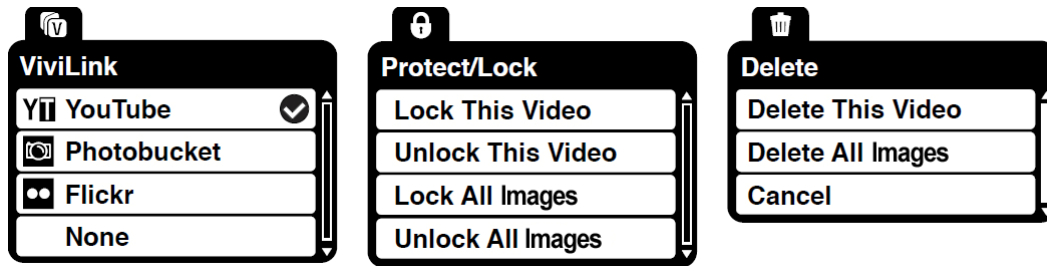 V
ViviLink
YT YouTube
Photobucket
Flickr
None
Protect/Lock
Lock This Video
Unlock This Video
Lock All Images
Unlock All Images
Delete
Delete This Video
Delete All Images
Cancel